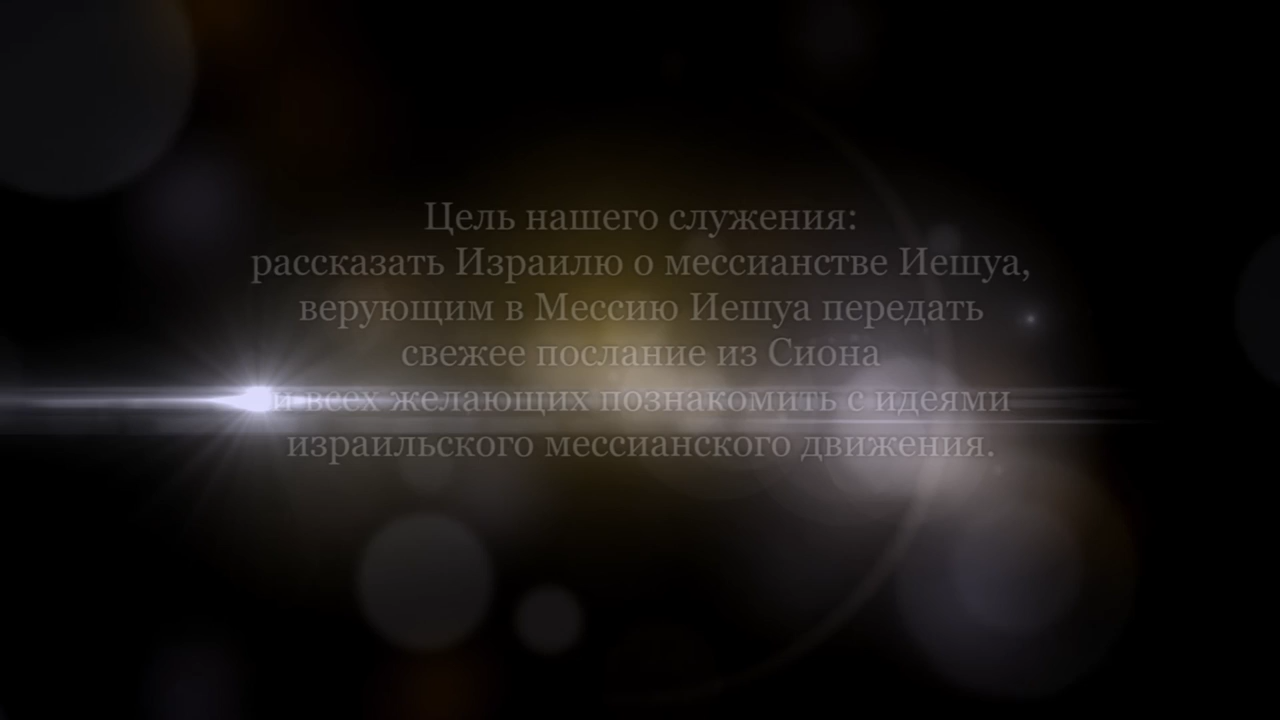 Цель нашего служения:
рассказать Израилю о мессианстве Иешуа,
верующим в Мессию Иешуа передать
свежее послание из Сиона
и всех желающих познакомить с идеями
израильского мессианского движения.